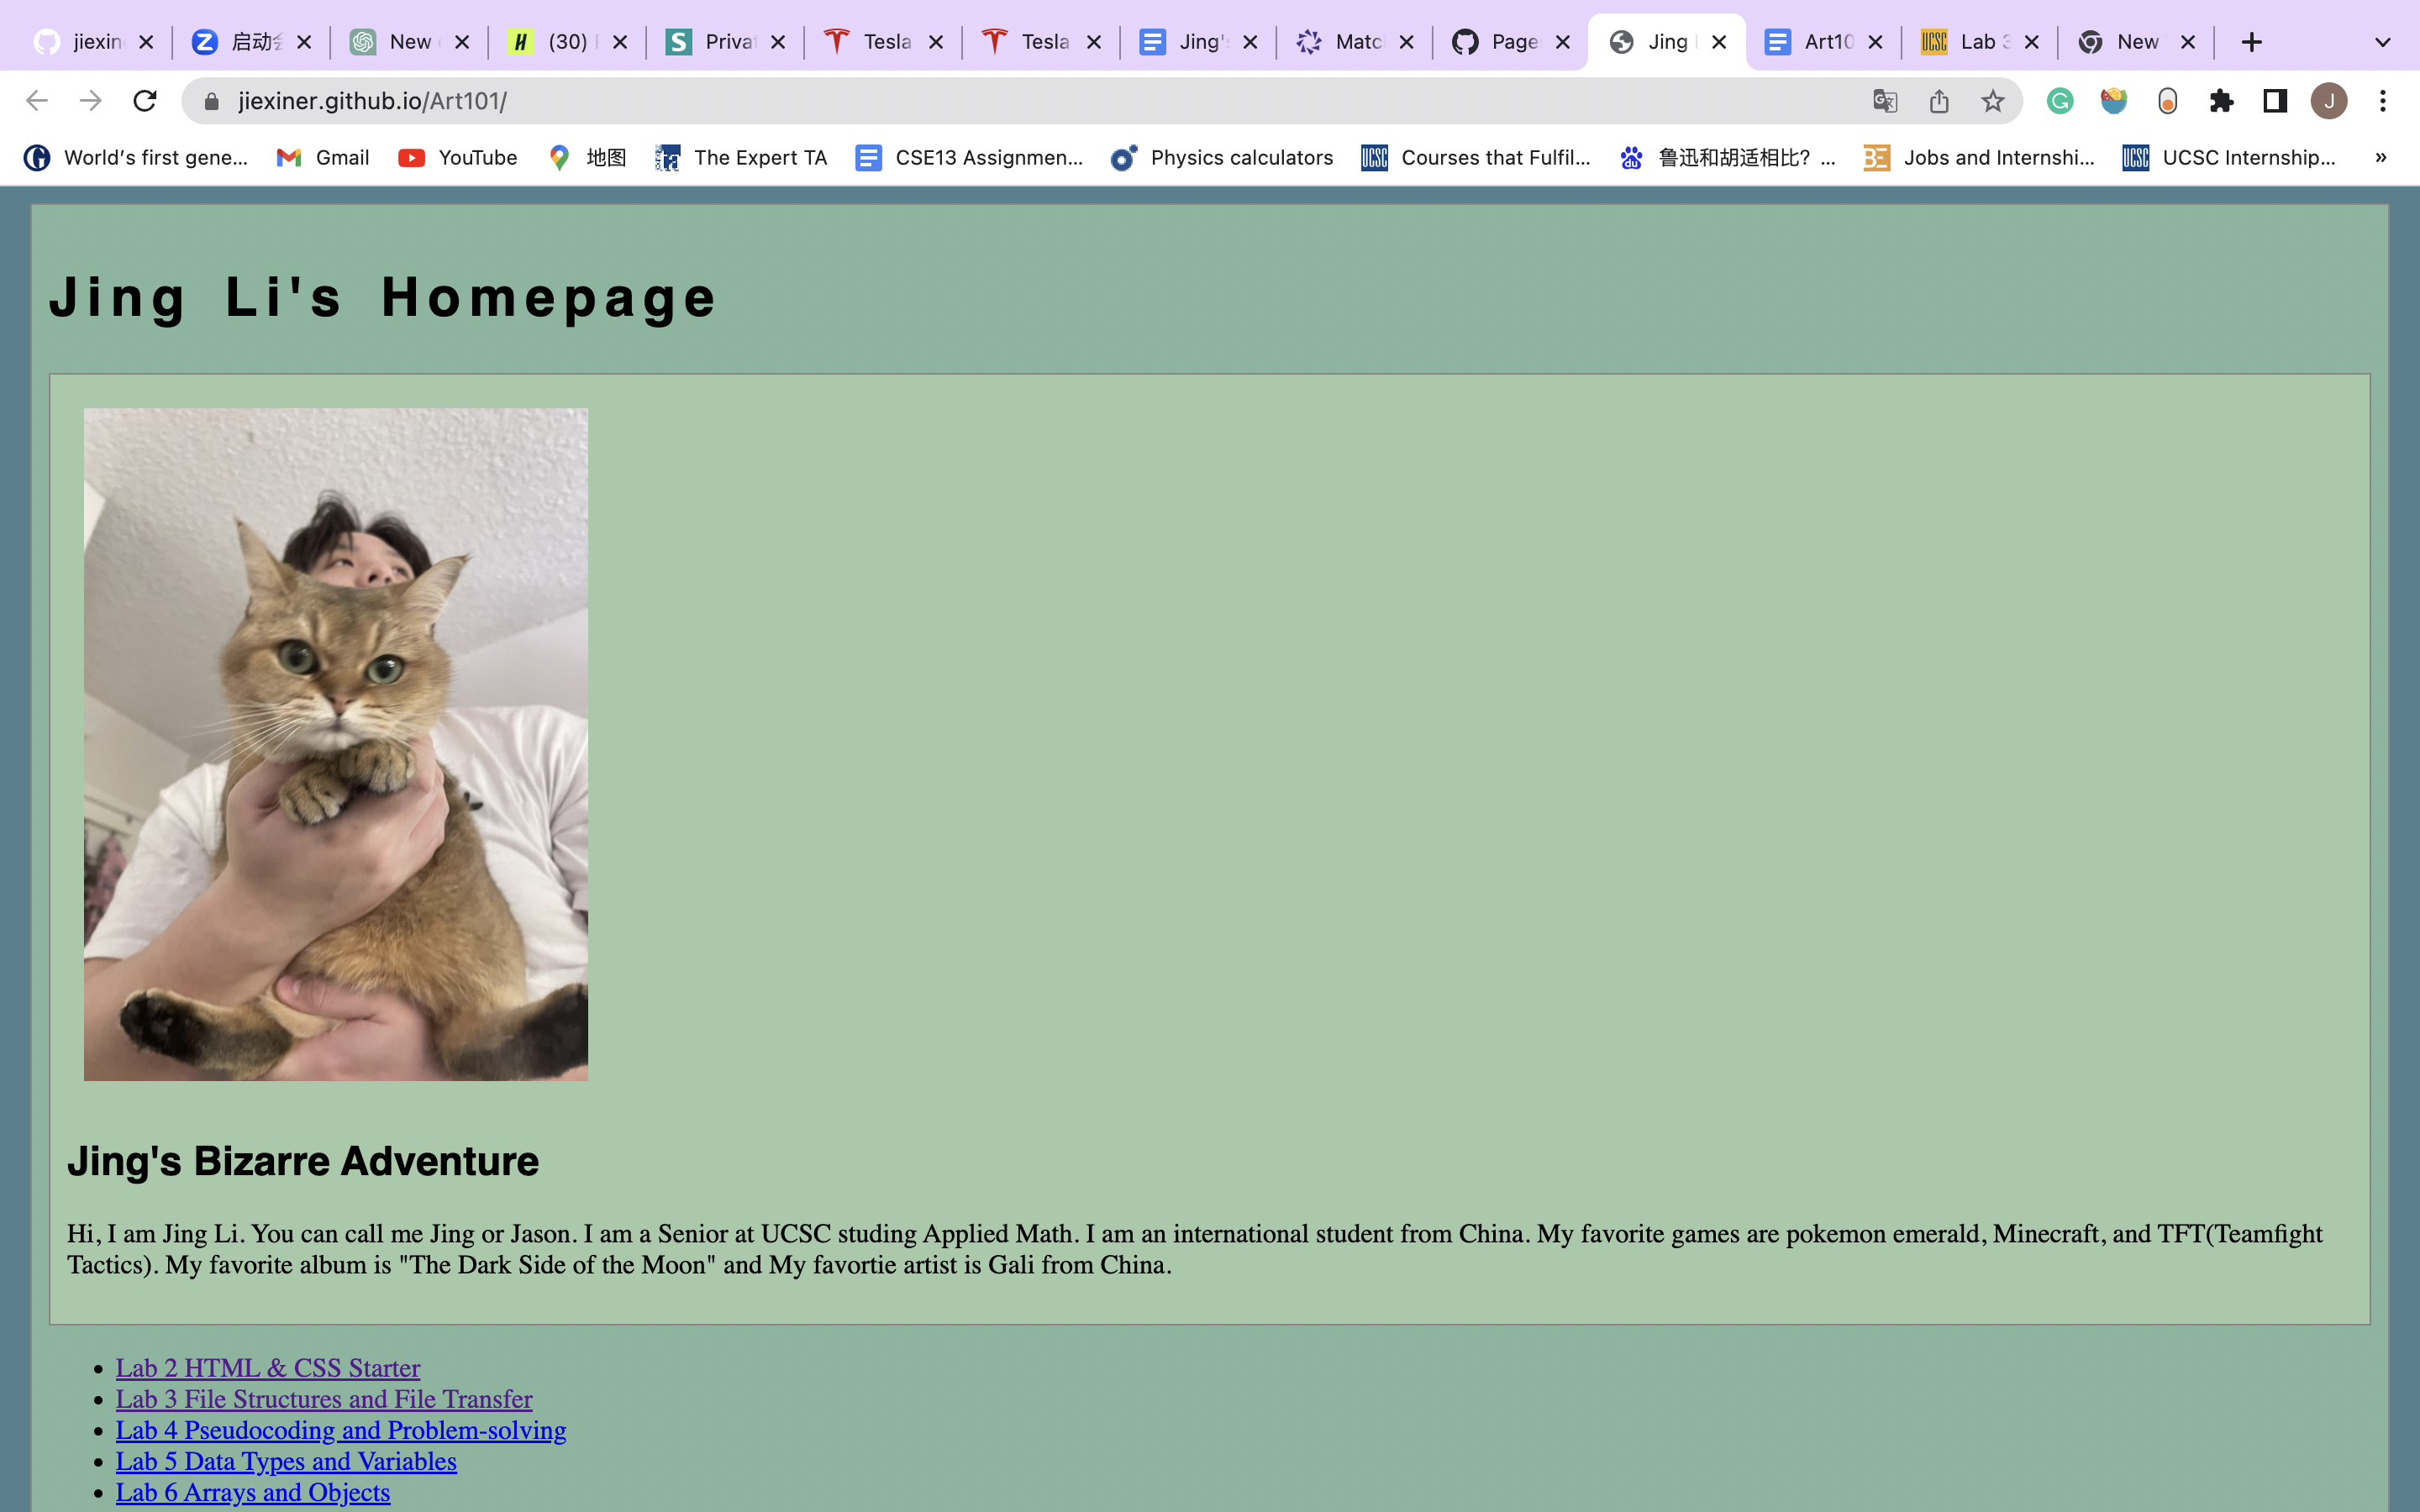 jiexin 启动 New (30) Priva Tesla Tesla Jing' Matc Page Jing Art10 UCSC Lab 3 New
jiexiner.github.io/Art101/ J
World's first gene... Gmail YouTube 地图 The Expert TA CSE13 Assignmen... Physics calculators UCSC Courses that Fulfil... 鲁迅和胡适相比? ... Jobs and Internshi... UCSC UCSC Internship... »
Jing Li's Homepage
Jing's Bizarre Adventure
Hi, I am Jing Li. You can call me Jing or Jason. I am a Senior at UCSC studing Applied Math. I am an international student from China. My favorite games are pokemon emerald, Minecraft, and TFT(Teamfight
Tactics). My favorite album is "The Dark Side of the Moon" and My favortie artist is Gali from China.
• Lab 2 HTML & CSS Starter
• Lab 3 File Structures and File Transfer
• Lab 4 Pseudocoding and Problem-solving
• Lab 5 Data Types and Variables
• Lab 6 Arrays and Objects